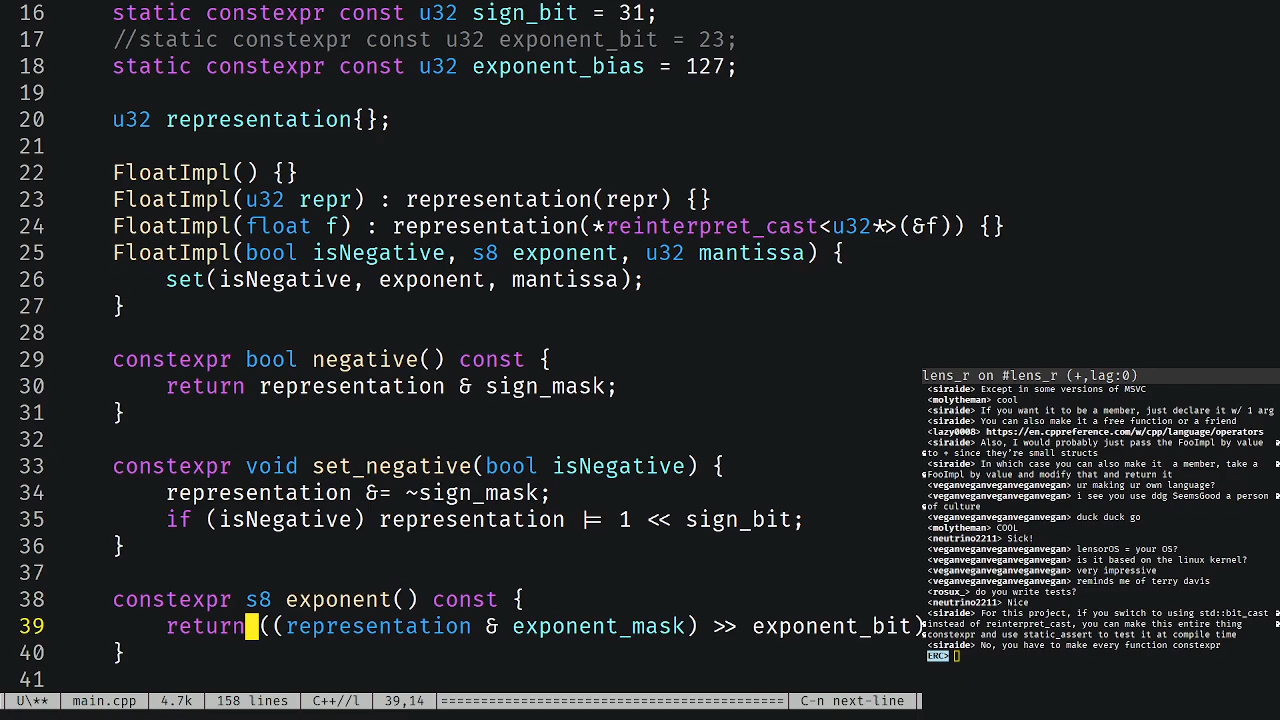 16 static constexpr const u32 sign_bit = 31;
17 //static constexpr const u32 exponent_bit = 23;
18 static constexpr const u32 exponent_bias = 127;
19
20 u32 representation{};
21
22 FloatImpl() {}
23 FloatImpl(u32 repr) : representation(repr) {}
24 FloatImpl(float f) : representation(*reinterpret_cast<u32*>(&f)) {}
25 FloatImpl(bool isNegative, s8 exponent, u32 mantissa) {
26 set(isNegative, exponent, mantissa);
27 }
28
29 constexpr bool negative() const {
30 return representation & sign_mask;
31 }
32
33 constexpr void set_negative(bool isNegative) {
34 representation &= ~sign_mask;
35 if (isNegative) representation |= 1 << sign_bit;
36 }
37
38 constexpr s8 exponent() const {
39 return ((representation & exponent_mask) >> exponent_bit)
40 }
41
U\** main.cpp 4.7k 158 lines C++//l 39,14 ======================================= C-n next-line
lens_r on #lens_r (+,lag:0)
<siraide> Except in some versions of MSVC
<molytheman> cool
<siraide> If you want it to be a member, just declare it w/ 1 arg
<siraide> You can also make it a free function or a friend
<lazy0008> https://en.cppreference.com/w/cpp/language/operators
<siraide> Also, I would probably just pass the FooImpl by value
to + since they're small structs
<siraide> In which case you can also make it a member, take a
FooImpl by value and modify that and return it
<veganveganveganvegan> ur making ur own language?
<veganveganveganvegan> i see you use ddg SeemsGood a person
of culture
<veganveganveganvegan> duck duck go
<molytheman> COOL
<neutrino2211> Sick!
<veganveganveganvegan> lensorOS = your OS?
<veganveganveganvegan> is it based on the linux kernel?
<veganveganveganvegan> very impressive
<veganveganveganvegan> reminds me of terry davis
<rosux_> do you write tests?
<neutrino2211> Nice
<siraide> For this project, if you switch to using std::bit_cast
instead of reinterpret_cast, you can make this entire thing
constexpr and use static_assert to test it at compile time
<siraide> No, you have to make every function constexpr
ERC>